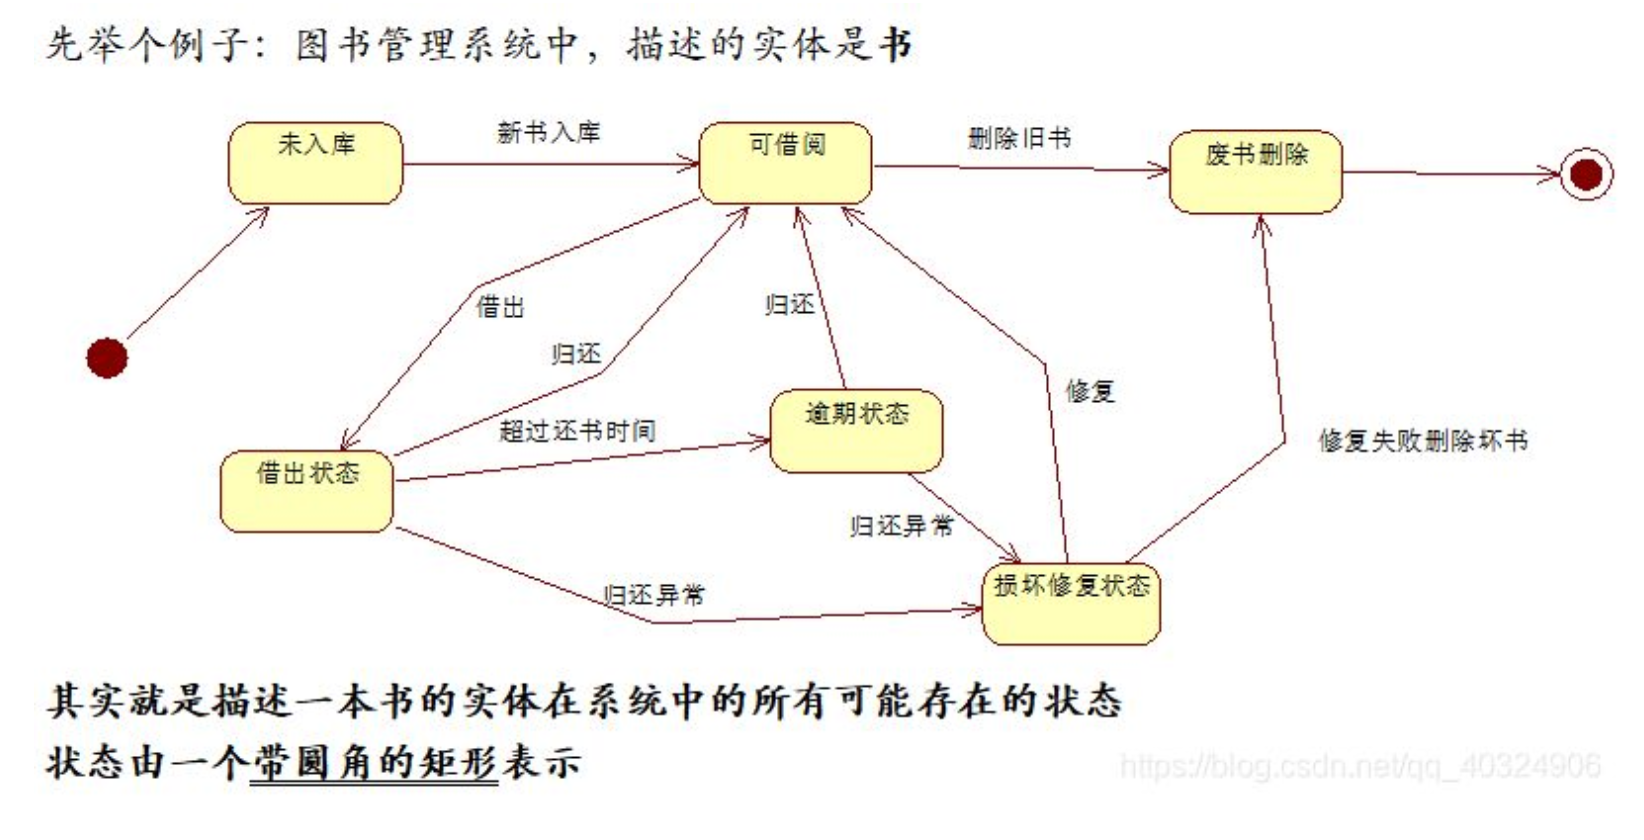 先举个例子：图书管理系统中，描述的实体是书
未入库
新书入库
可借阅
删除旧书
废书删除
借出
归还
归还
修复
超过还书时间
逾期状态
修复失败删除坏书
借出状态
归还异常
归还异常
损坏修复状态
其实就是描述一本书的实体在系统中的所有可能存在的状态
状态由一个带圆角的矩形表示
https://blog.csdn.net/qq_40324906